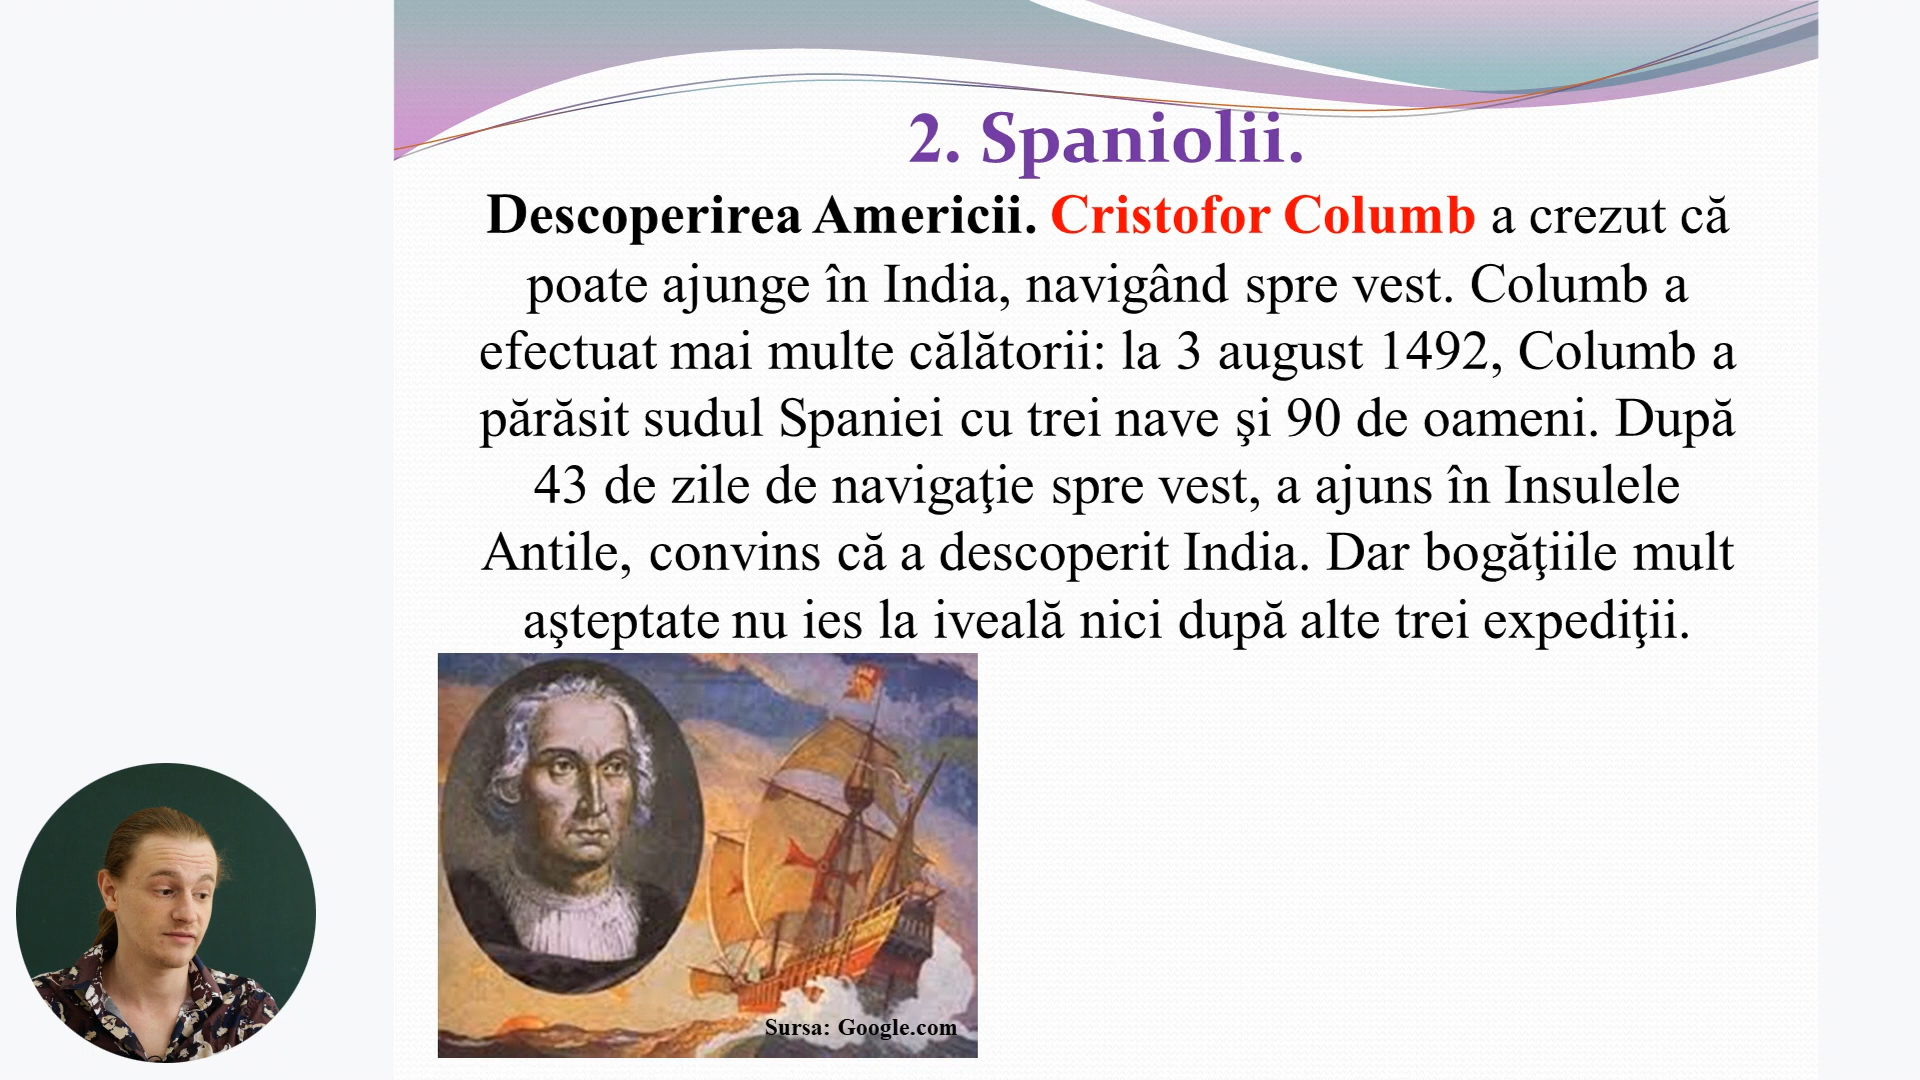 2. Spaniolii.
Descoperirea Americii. Cristofor Columb a crezut că
poate ajunge în India, navigând spre vest. Columb a
efectuat mai multe călătorii: la 3 august 1492, Columb a
părăsit sudul Spaniei cu trei nave şi 90 de oameni. După
43 de zile de navigaţie spre vest, a ajuns în Insulele
Antile, convins că a descoperit India. Dar bogăţiile mult
aşteptate nu ies la iveală nici după alte trei expediţii.
Sursa: Google.com